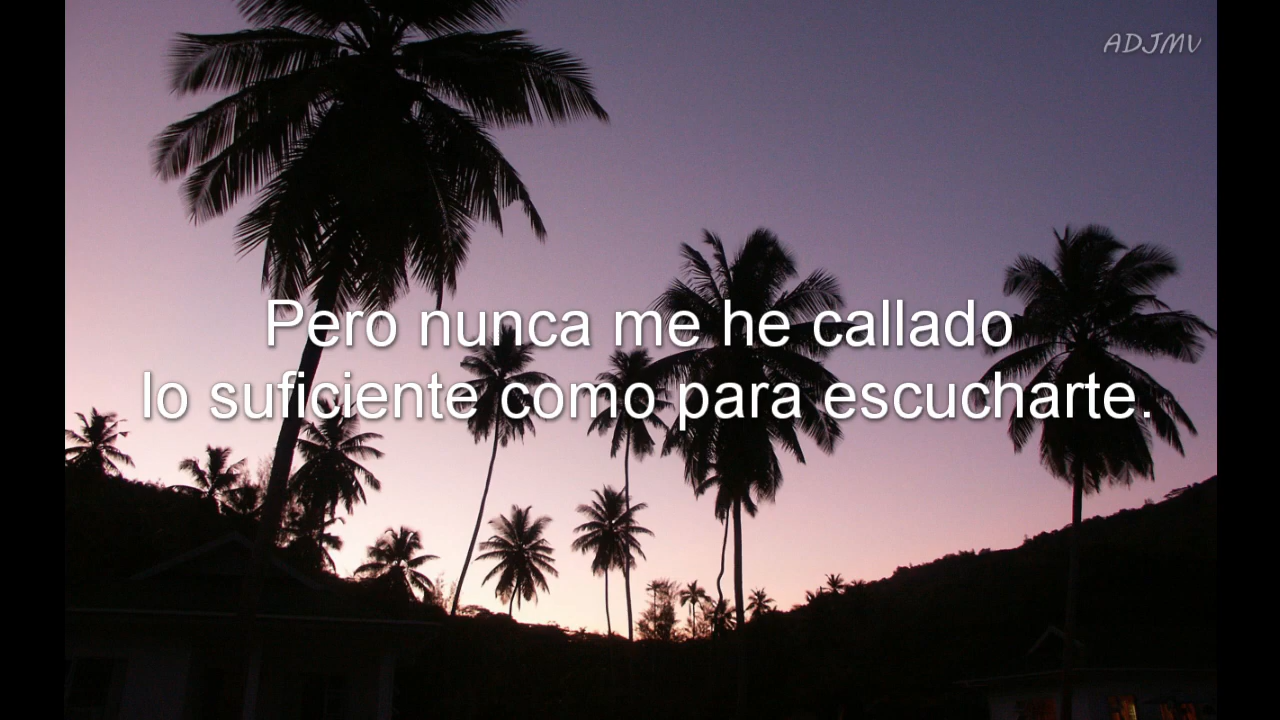 ADJMV
Pero nunca me he callado
lo suficiente como para escucharte.